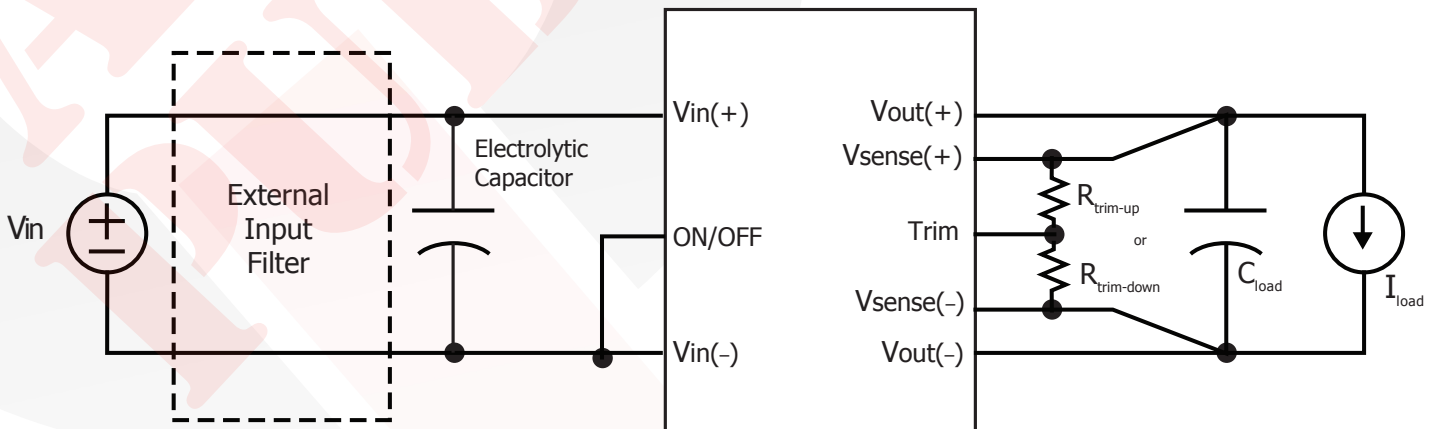 Vin
External
Input
Filter
Electrolytic
Capacitor
Vin(+)
ON/OFF
Vin(–)
Vout(+)
Vsense(+)
Trim
Vsense(–)
Vout(–)
Rtrim-up
or
Rtrim-down
Cload
Iload